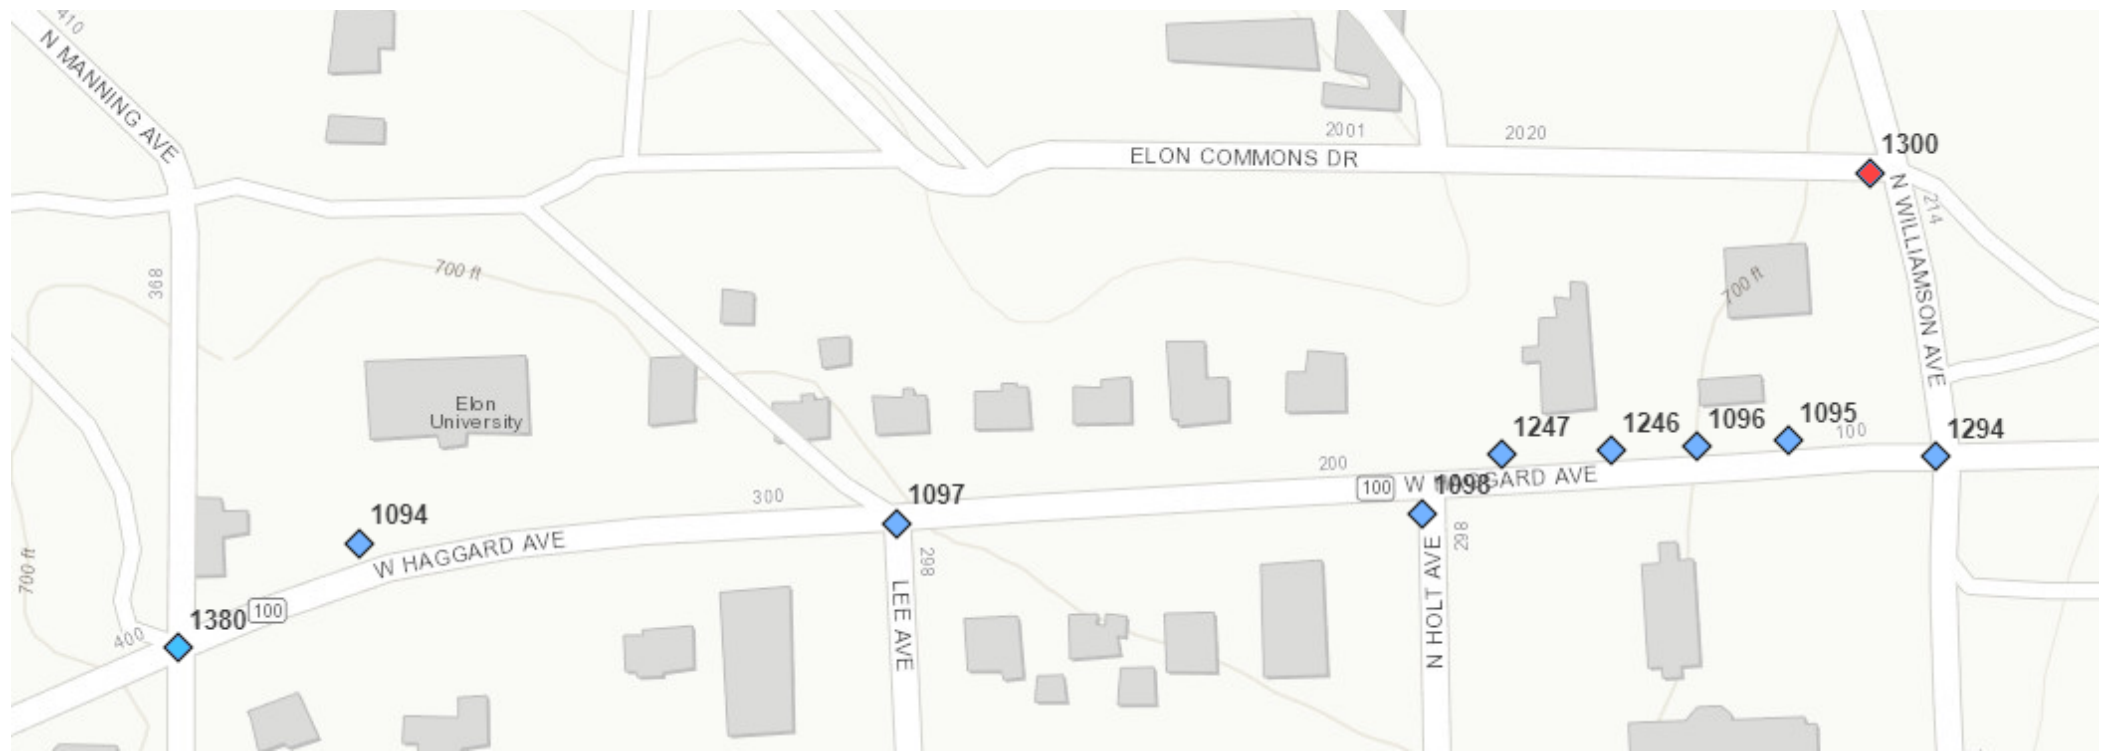 410
N MANNING AVE
2001
2020
ELON COMMONS DR
1300
N WILLIAMSON AVE
214
368
700 ft
700 ft
Elon
University
1247
1246
1096
1095
100
1294
200
100
W HAGGARD AVE
1098
300
1097
1094
W HAGGARD AVE
298
298
LEE AVE
N HOLT AVE
700 ft
1380
100
400